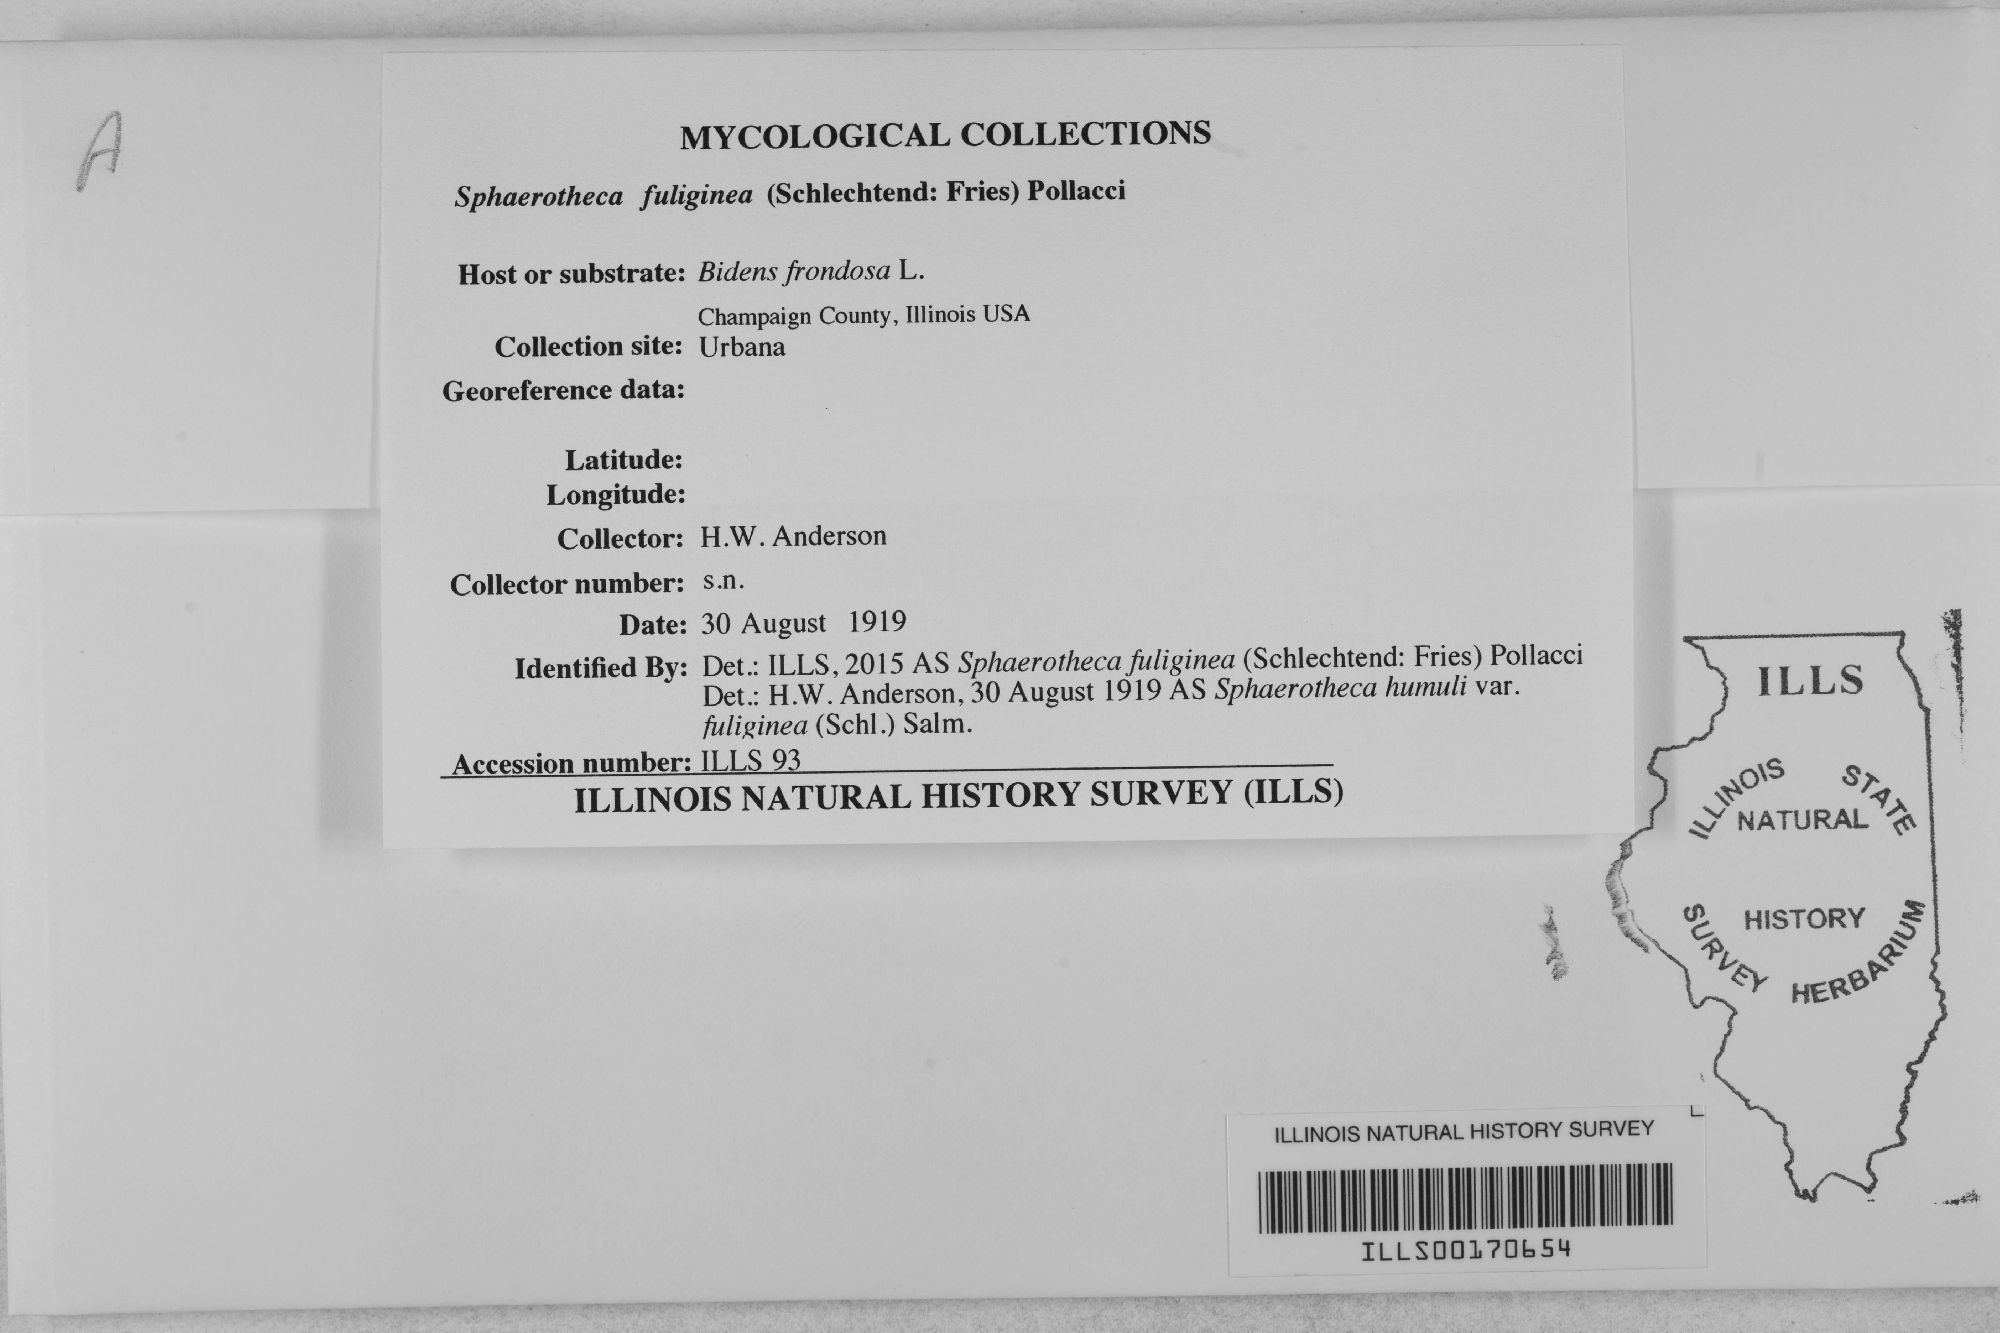 A
MYCOLOGICAL COLLECTIONS
Sphaerotheca fuliginea (Schlechtend: Fries) Pollacci
Host or substrate: Bidens frondosa L.
Champaign County, Illinois USA
Collection site: Urbana
Georeference data:
Latitude:
Longitude:
Collector: H.W. Anderson
Collector number: s.n.
Date: 30 August 1919
Identified By: Det.: ILLS, 2015 AS Sphaerotheca fuliginea (Schlechtend: Fries) Pollacci
Det.: H.W. Anderson, 30 August 1919 AS Sphaerotheca humuli var.
fuliginea (Schl.) Salm.
Accession number: ILLS 93
ILLINOIS NATURAL HISTORY SURVEY (ILLS)
ILLS
ILLINOIS STATE
NATURAL
HISTORY
SURVEY HERBARIUM
ILLINOIS NATURAL HISTORY SURVEY
ILLS00170654